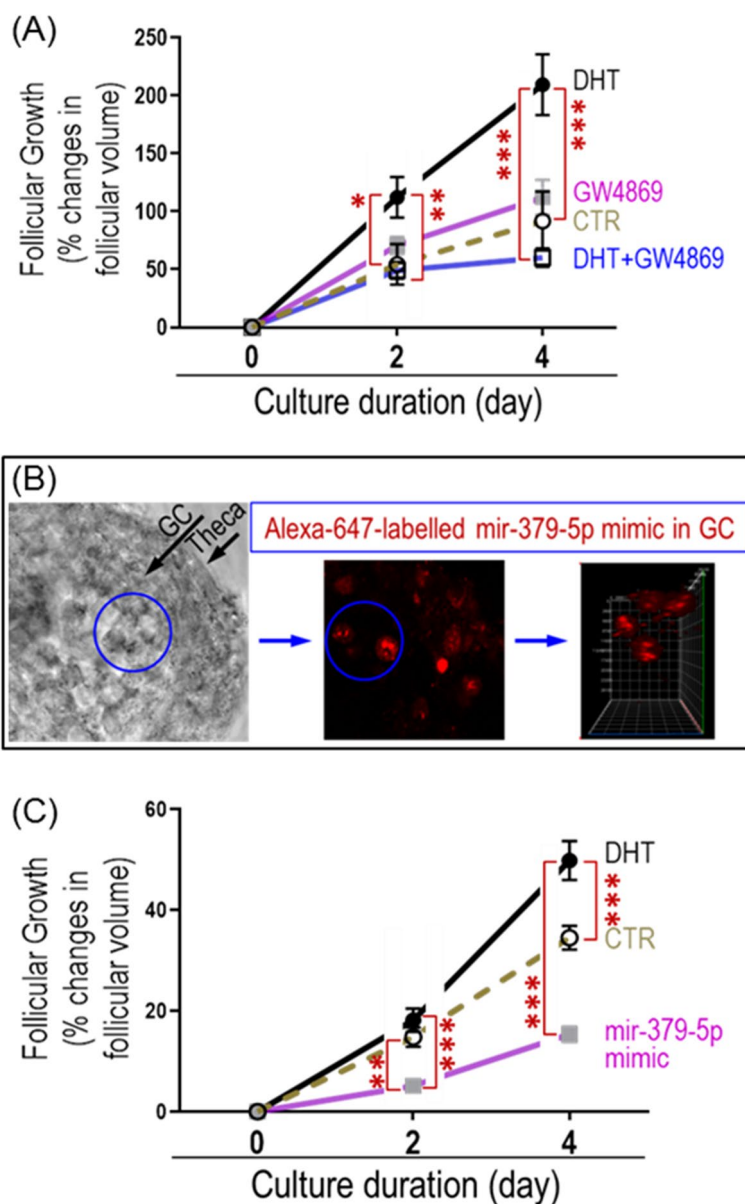 (A)
Follicular Growth
(% changes in
follicular volume)
250
200
150
100
50
0
DHT
GW4869
CTR
DHT+GW4869
*
**
***
***
0 2 4
Culture duration (day)
(B)
GC
Theca
Alexa-647-labelled mir-379-5p mimic in GC
(C)
Follicular Growth
(% changes in
follicular volume)
60
40
20
0
DHT
CTR
mir-379-5p
mimic
**
***
***
***
0 2 4
Culture duration (day)